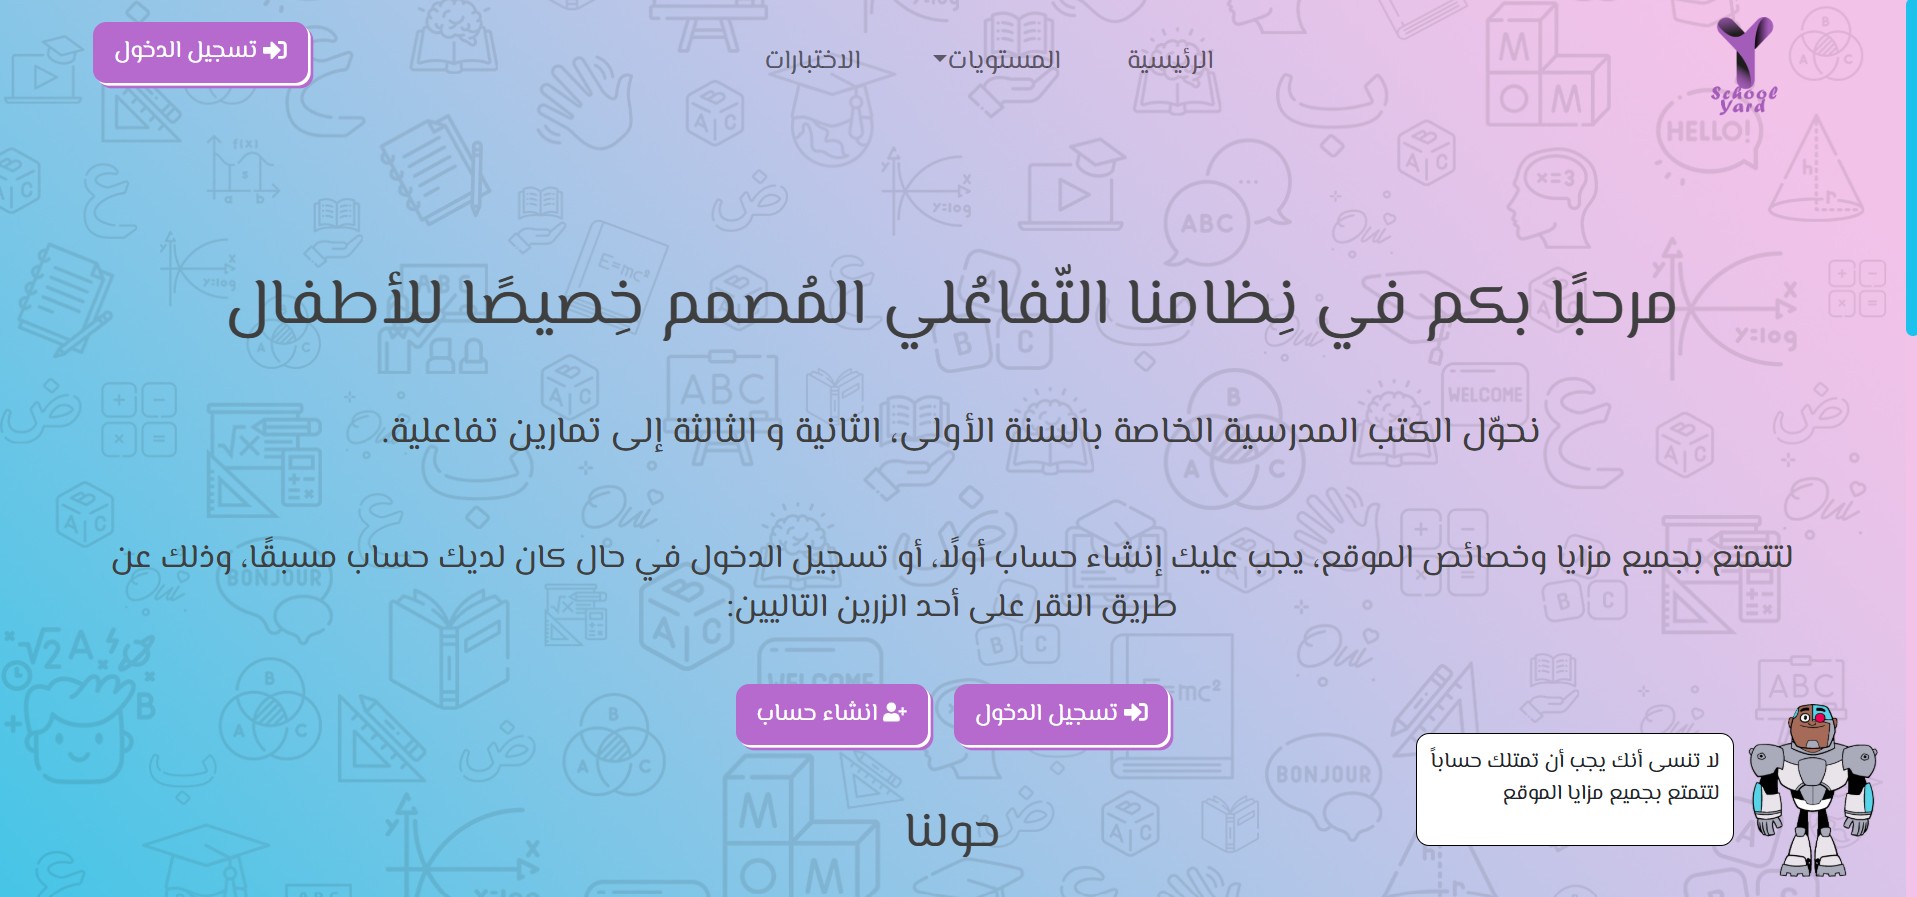 School
Yard
الرئيسية
المستويات
الاختبارات
تسجيل الدخول
مرحبًا بكم في نِظامنا التّفاعُلي المُصمم خِصيصًا للأطفال
نحوّل الكتب المدرسية الخاصة بالسنة الأولى، الثانية و الثالثة إلى تمارين تفاعلية.
لتتمتع بجميع مزايا وخصائص الموقع، يجب عليك إنشاء حساب أولًا، أو تسجيل الدخول في حال كان لديك حساب مسبقًا، وذلك عن
طريق النقر على أحد الزرين التاليين:
تسجيل الدخول
انشاء حساب
لا تنسى أنك يجب أن تمتلك حساباً
لتتمتع بجميع مزايا الموقع
حولنا